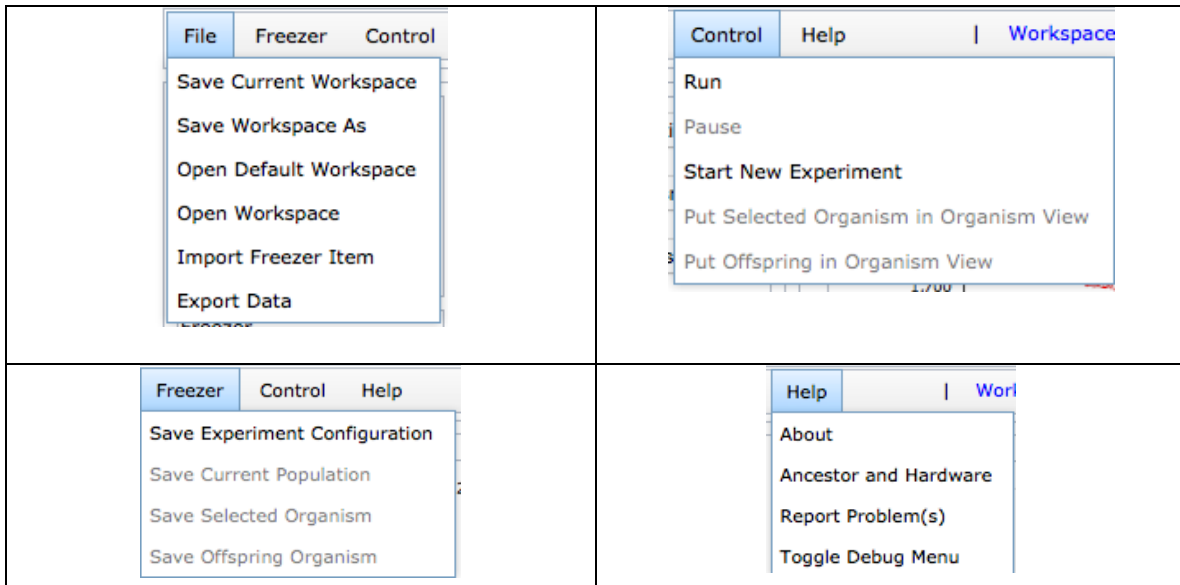 File Freezer Control
Save Current Workspace
Save Workspace As
Open Default Workspace
Open Workspace
Import Freezer Item
Export Data
Control Help | Workspace
Run
Pause
Start New Experiment
Put Selected Organism in Organism View
Put Offspring in Organism View
Freezer Control Help
Save Experiment Configuration
Save Current Population
Save Selected Organism
Save Offspring Organism
Help |
About
Ancestor and Hardware
Report Problem(s)
Toggle Debug Menu